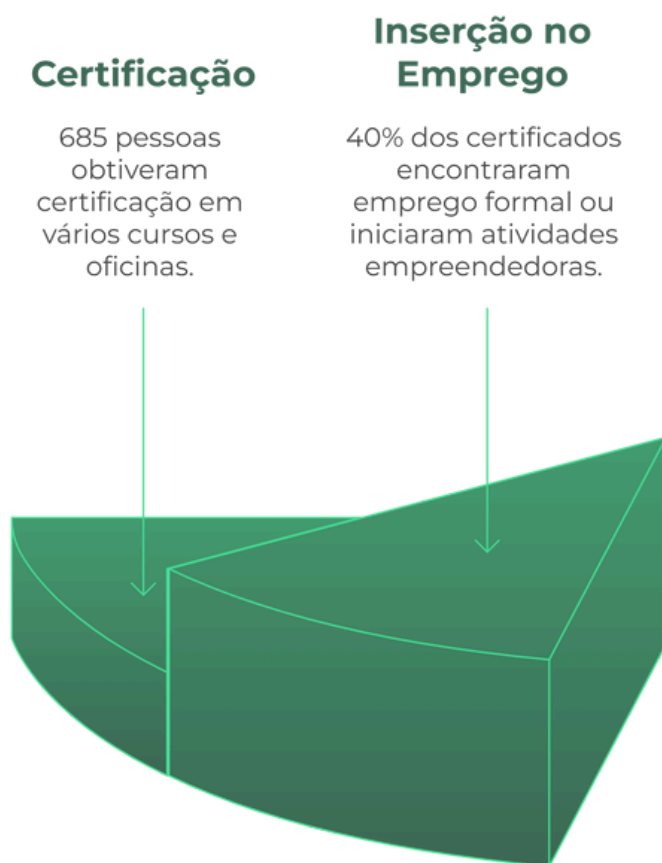 Certificação
685 pessoas
obtiveram
certificação em
vários cursos e
oficinas.
Inserção no
Emprego
40% dos certificados
encontraram
emprego formal ou
iniciaram atividades
empreendedoras.